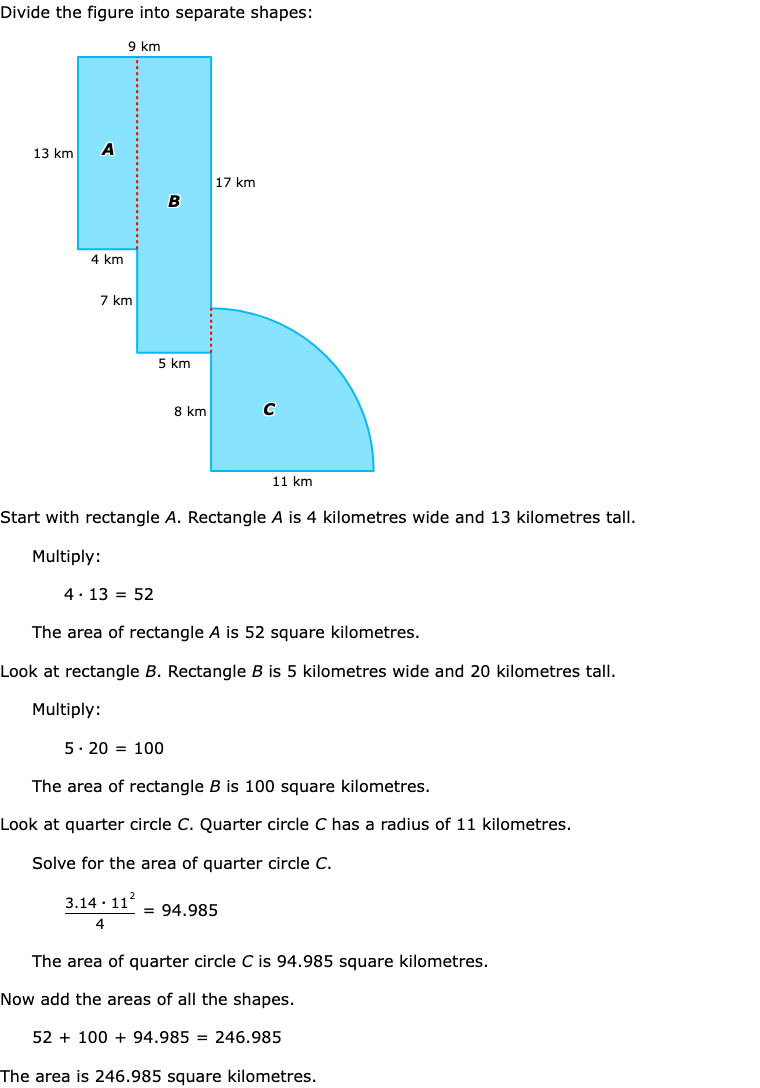 Divide the figure into separate shapes:
9 km
13 km
A
17 km
B
4 km
7 km
5 km
8 km
C
11 km
Start with rectangle A. Rectangle A is 4 kilometres wide and 13 kilometres tall.
Multiply:
4 · 13 = 52
The area of rectangle A is 52 square kilometres.
Look at rectangle B. Rectangle B is 5 kilometres wide and 20 kilometres tall.
Multiply:
5 · 20 = 100
The area of rectangle B is 100 square kilometres.
Look at quarter circle C. Quarter circle C has a radius of 11 kilometres.
Solve for the area of quarter circle C.
3.14 · 11²
4
= 94.985
The area of quarter circle C is 94.985 square kilometres.
Now add the areas of all the shapes.
52 + 100 + 94.985 = 246.985
The area is 246.985 square kilometres.